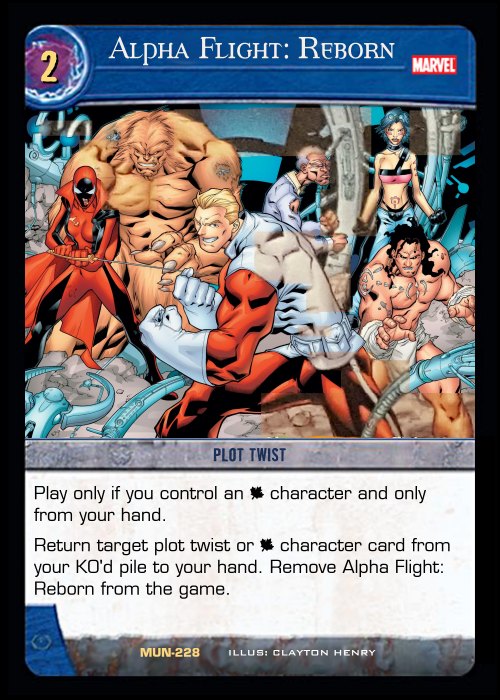 2
Alpha Flight: Reborn
MARVEL
PLOT TWIST
Play only if you control an character and only
from your hand.
Return target plot twist or character card from
your KO'd pile to your hand. Remove Alpha Flight:
Reborn from the game.
MUN-228 ILLUS: CLAYTON HENRY